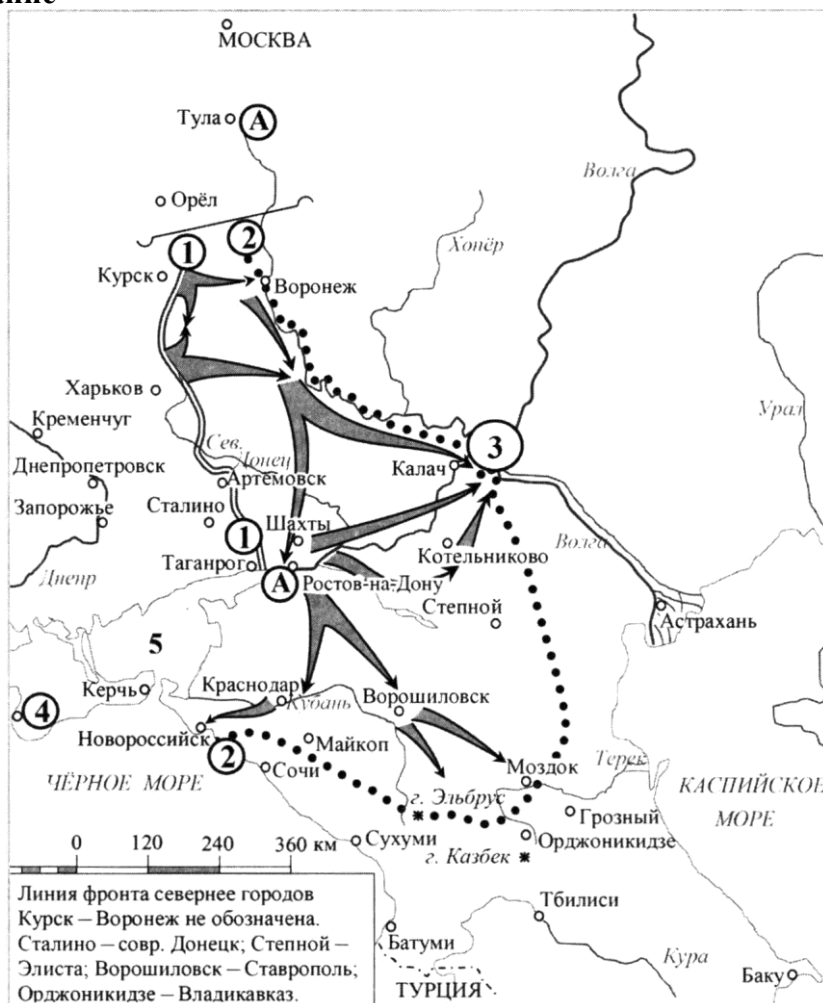 МОСКВА
Тула
А
Орёл
1
2
Курск
Воронеж
Волга
Хопёр
Харьков
Кременчуг
Сев. Донец
Днепропетровск
Артёмовск
Калач
3
Урал
Запорожье
Сталино
Шахты
1
Котельниково
Волга
Таганрог
А
Ростов-на-Дону
Днепр
Степной
Астрахань
5
Керчь
Краснодар
Кубань
Ворошиловск
4
Новороссийск
2
Майкоп
Сочи
Моздок
Терек
ЧЁРНОЕ МОРЕ
г. Эльбрус
Грозный
КАСПИЙСКОЕ
МОРЕ
0 120 240 360 км
Сухуми
Орджоникидзе
г. Казбек
Тбилиси
Линия фронта севернее городов
Курск – Воронеж не обозначена.
Сталино – совр. Донецк; Степной –
Элиста; Ворошиловск – Ставрополь;
Орджоникидзе – Владикавказ.
Батуми
Кура
ТУРЦИЯ
Баку